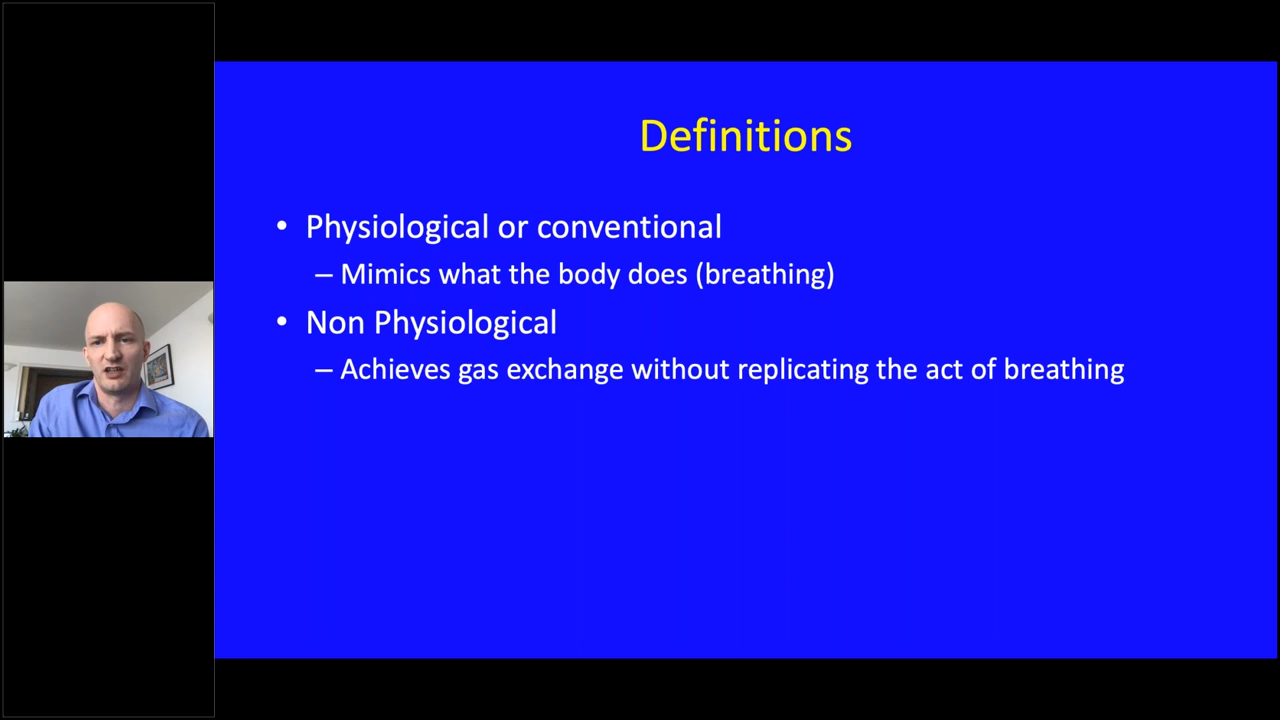 Definitions
• Physiological or conventional
– Mimics what the body does (breathing)
• Non Physiological
– Achieves gas exchange without replicating the act of breathing